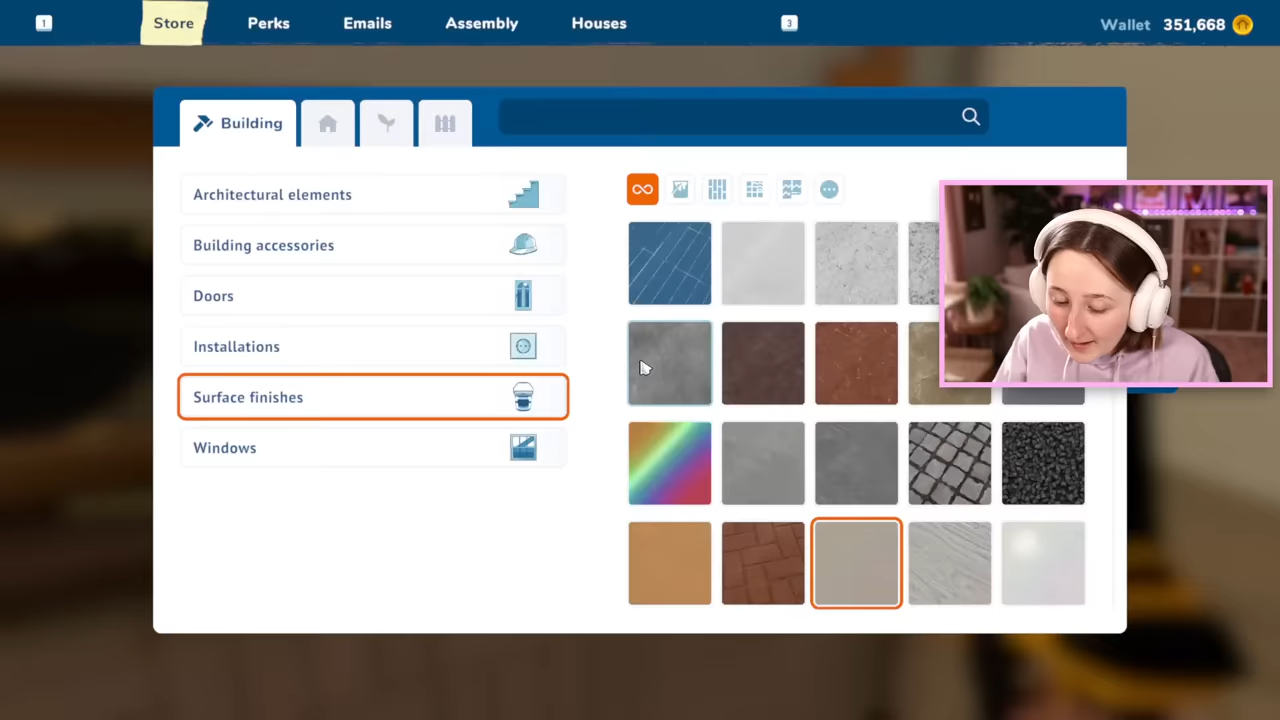 1
Store
Perks
Emails
Assembly
Houses
3
Wallet 351,668
Building
Architectural elements
Building accessories
Doors
Installations
Surface finishes
Windows